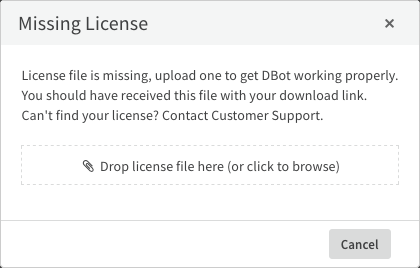 Missing License
×
License file is missing, upload one to get DBot working properly.
You should have received this file with your download link.
Can't find your license? Contact Customer Support.
Drop license file here (or click to browse)
Cancel